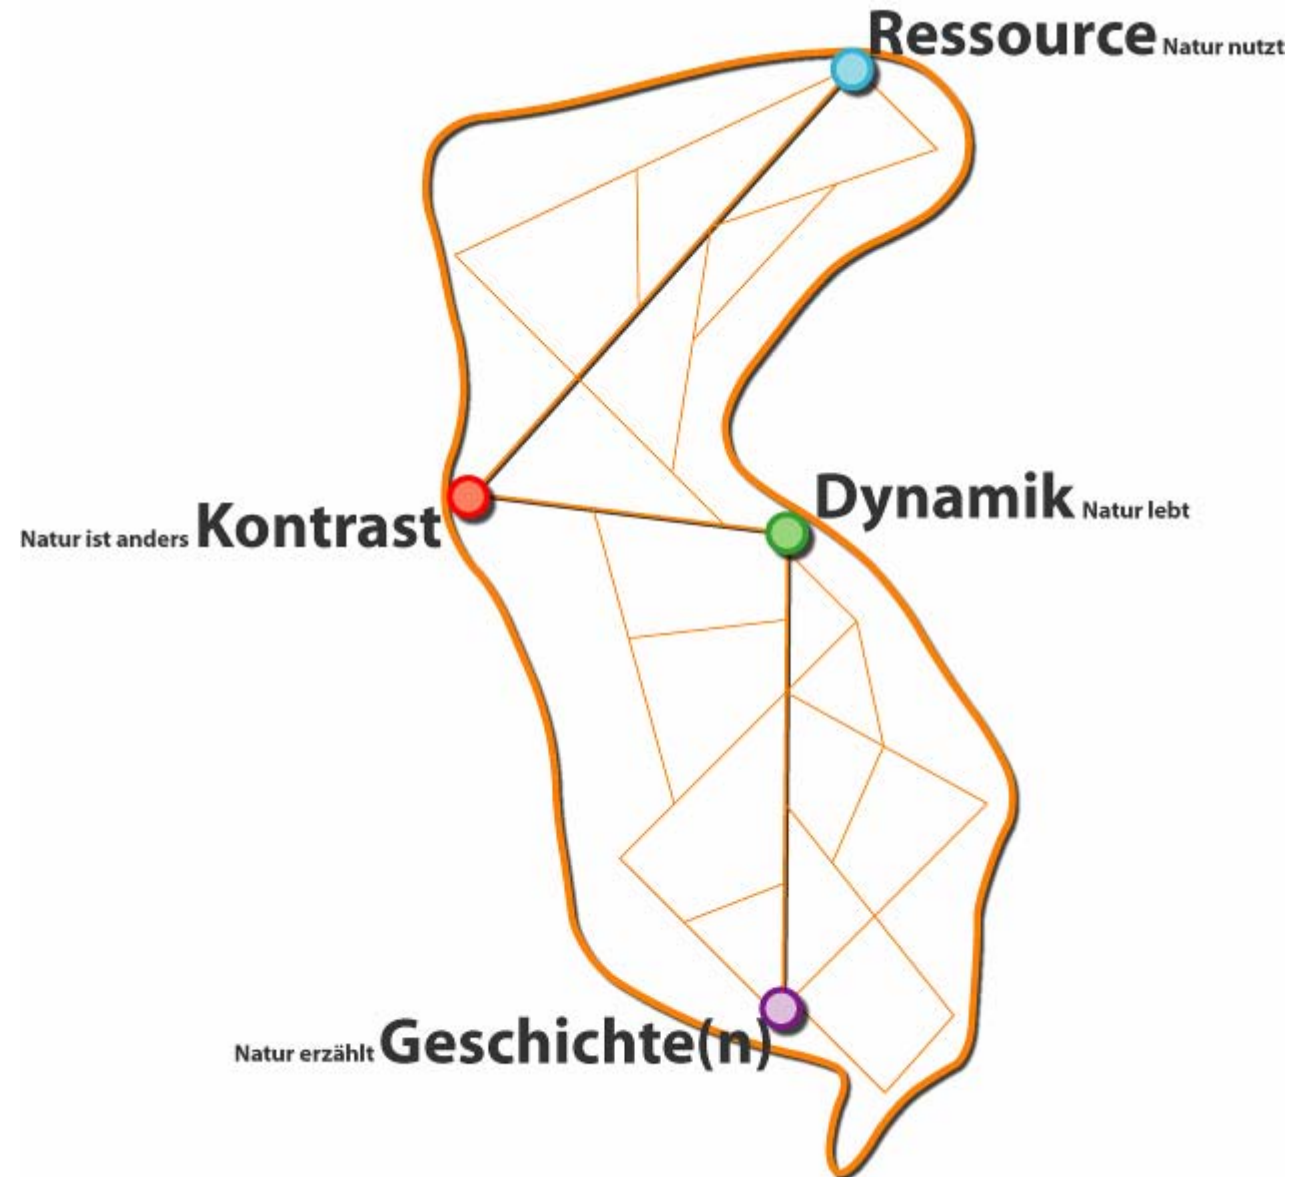 Ressource Natur nutzt
Dynamik Natur lebt
Natur ist anders Kontrast
Natur erzählt Geschichte(n)